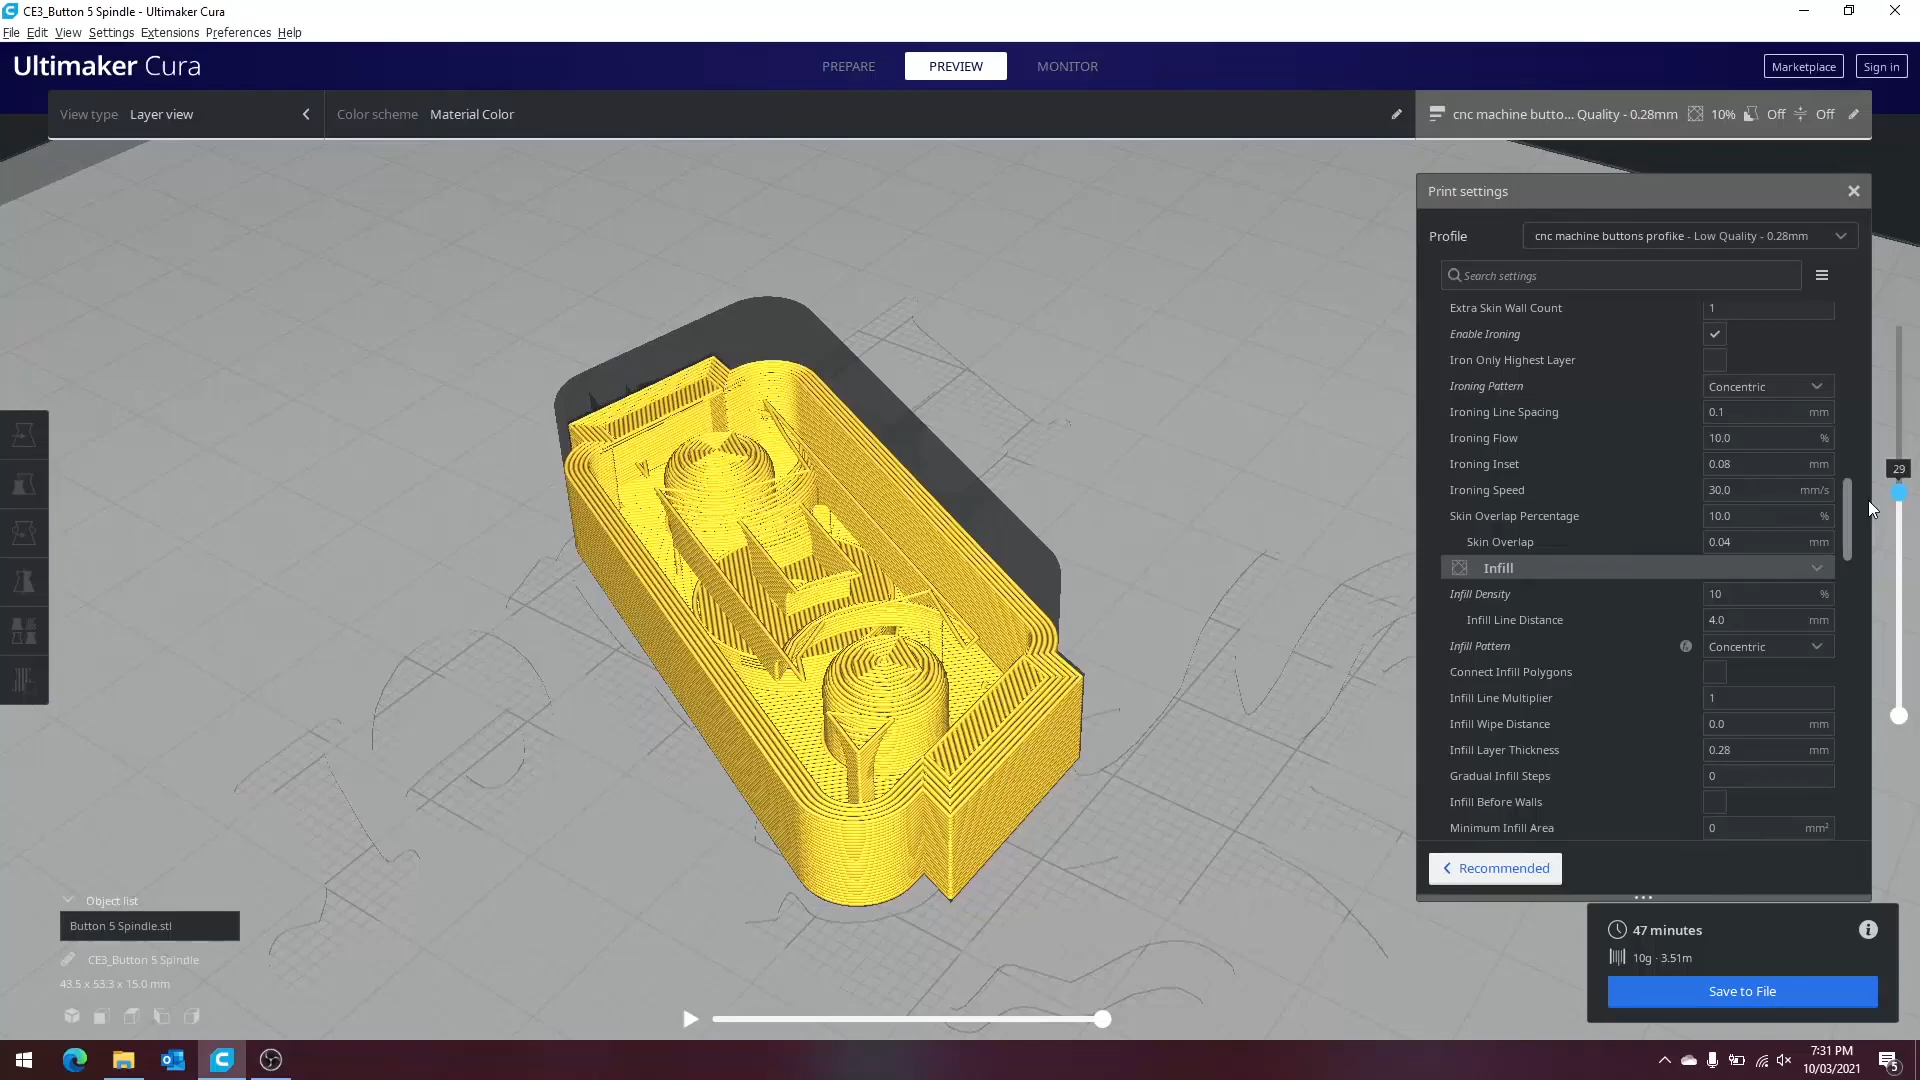 CE3_Button 5 Spindle - Ultimaker Cura
File Edit View Settings Extensions Preferences Help
Ultimaker Cura
PREPARE
PREVIEW
MONITOR
Marketplace
Sign in
View type Layer view
Color scheme Material Color
cnc machine butto... Quality - 0.28mm 10% Off Off
Print settings
Profile cnc machine buttons profike - Low Quality - 0.28mm
Search settings
Extra Skin Wall Count 1
Enable Ironing
Iron Only Highest Layer
Ironing Pattern Concentric
Ironing Line Spacing 0.1 mm
Ironing Flow 10.0 %
Ironing Inset 0.08 mm
29
Ironing Speed 30.0 mm/s
Skin Overlap Percentage 10.0 %
Skin Overlap 0.04 mm
Infill
Infill Density 10 %
Infill Line Distance 4.0 mm
Infill Pattern Concentric
Connect Infill Polygons
Infill Line Multiplier 1
Infill Wipe Distance 0.0 mm
Infill Layer Thickness 0.28 mm
Gradual Infill Steps 0
Infill Before Walls
Minimum Infill Area 0 mm²
Recommended
Object list
Button 5 Spindle.stl
CE3_Button 5 Spindle
43.5 x 53.3 x 15.0 mm
47 minutes
10g · 3.51m
Save to File
7:31 PM
10/03/2021
5